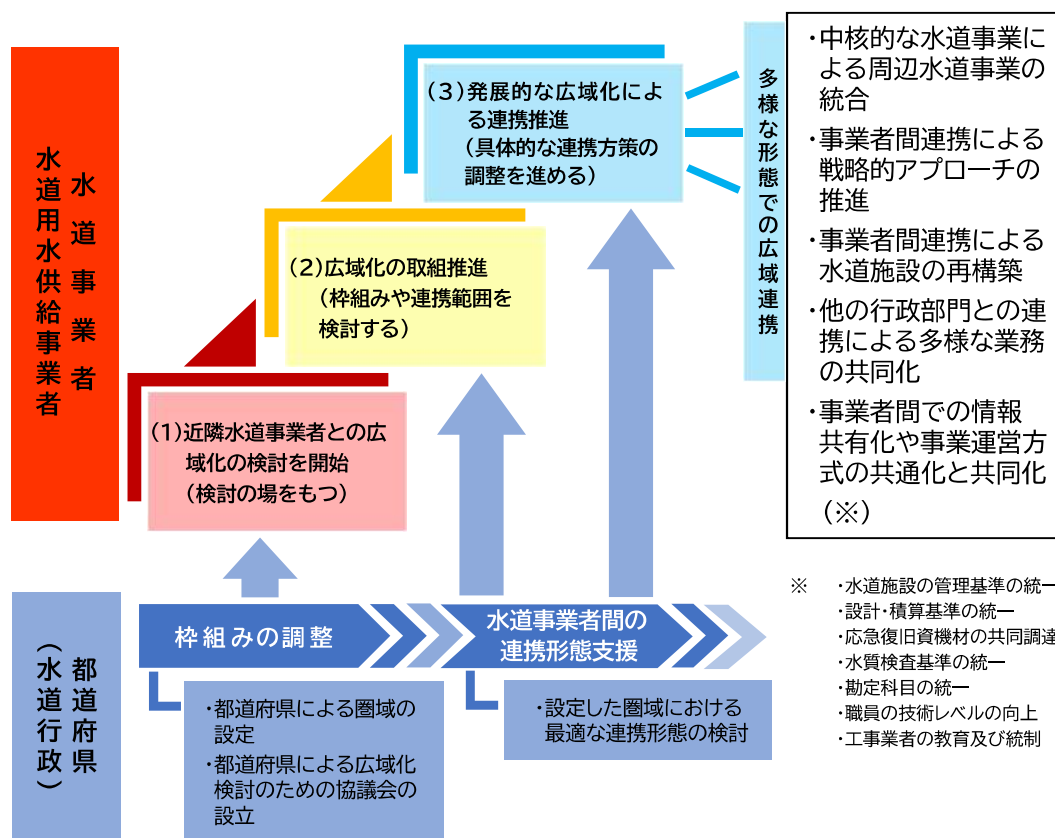 水道事業者
水道用水供給事業者
(3)発展的な広域化によ
る連携推進
(具体的な連携方策の
調整を進める)
(2)広域化の取組推進
(枠組みや連携範囲を
検討する)
(1)近隣水道事業者との広
域化の検討を開始
(検討の場をもつ)
多様な形態での広域連携
・中核的な水道事業に
よる周辺水道事業の
統合
・事業者間連携による
戦略的アプローチの
推進
・事業者間連携による
水道施設の再構築
・他の行政部門との連
携による多様な業務
の共同化
・事業者間での情報
共有化や事業運営方
式の共通化と共同化
(※)
※ ・水道施設の管理基準の統一
・設計・積算基準の統一
・応急復旧資機材の共同調達
・水質検査基準の統一
・勘定科目の統一
・職員の技術レベルの向上
・工事業者の教育及び統制
都道府県
(水道行政)
枠組みの調整
水道事業者間の
連携形態支援
・都道府県による圏域の
設定
・都道府県による広域化
検討のための協議会の
設立
・設定した圏域における
最適な連携形態の検討